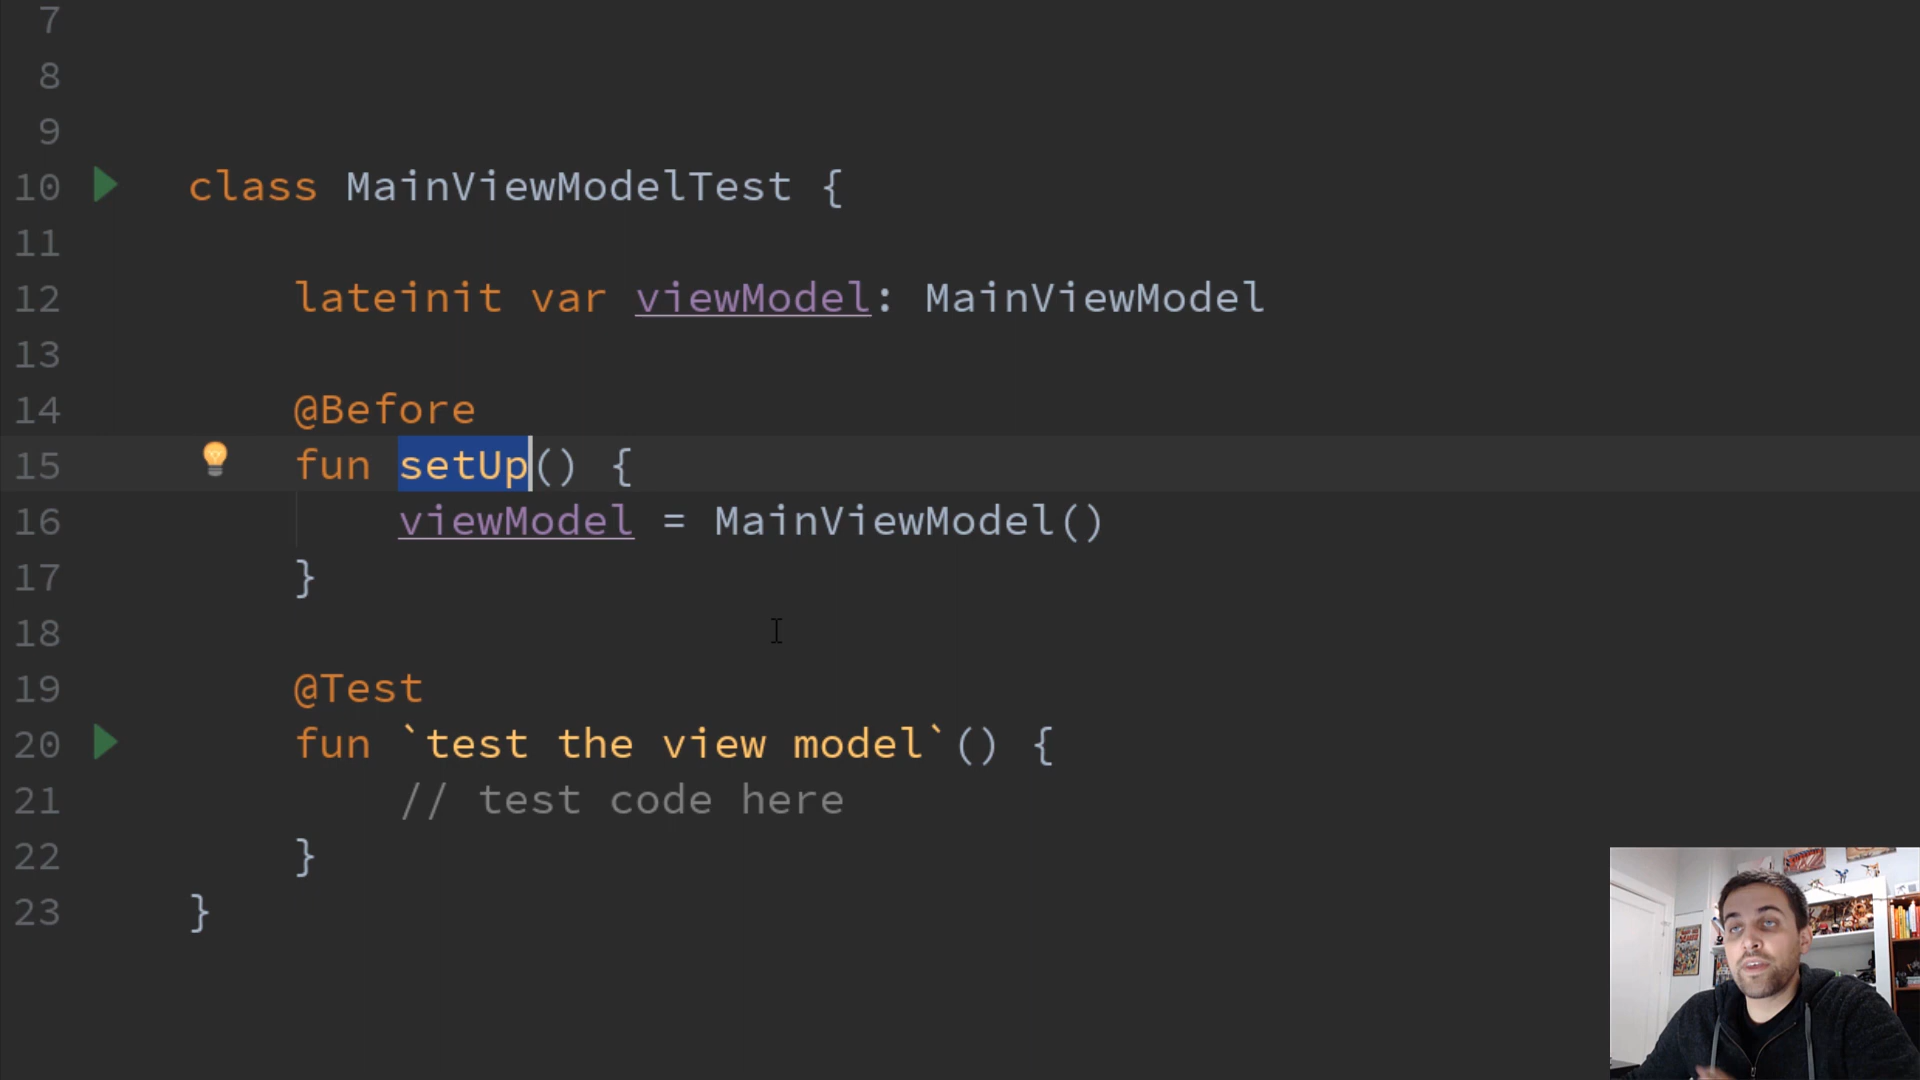 7
8
9
10 class MainViewModelTest {
11
12 lateinit var viewModel: MainViewModel
13
14 @Before
15 fun setUp() {
16 viewModel = MainViewModel()
17 }
18
19 @Test
20 fun `test the view model`() {
21 // test code here
22 }
23 }